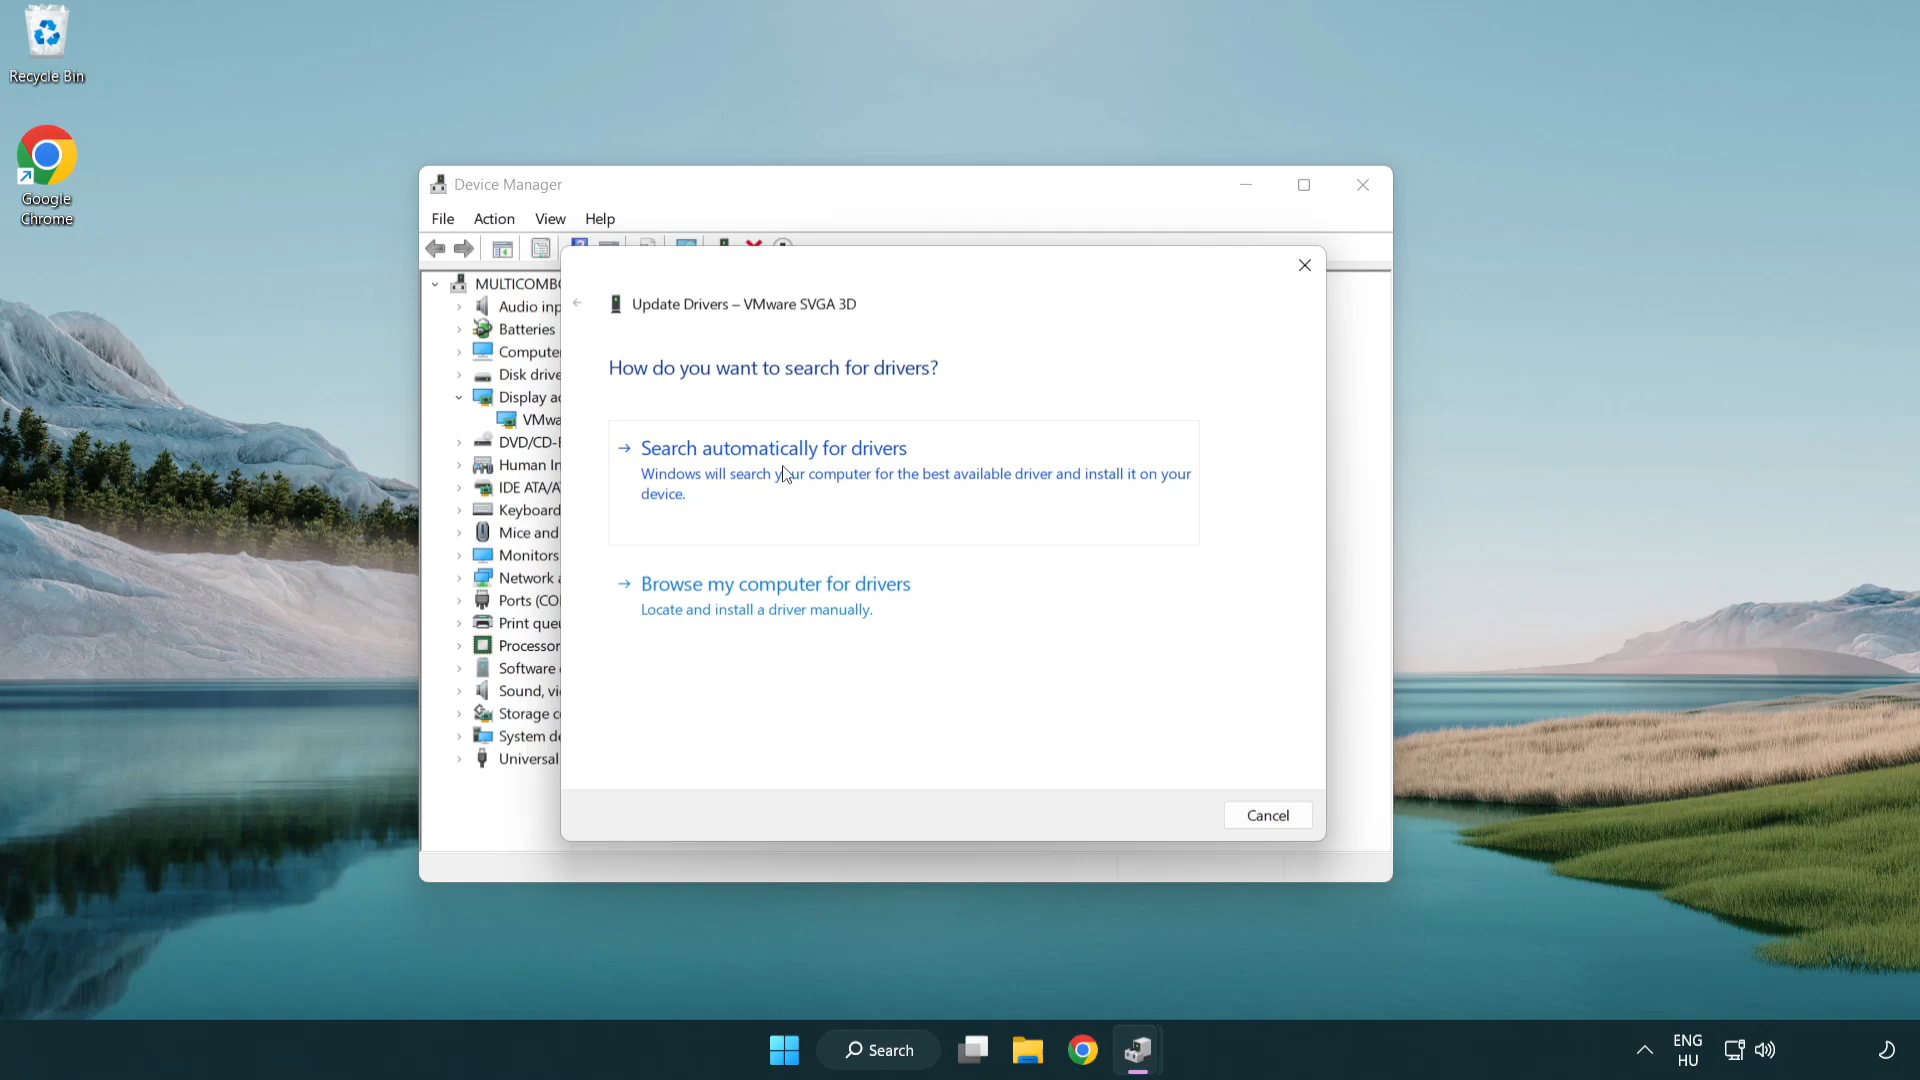 Recycle Bin
Google
Chrome
Device Manager
File Action View Help
MULTICOMBO
Audio inp
Batteries
Compute
Disk drive
Display a
VMwa
DVD/CD-R
Human In
IDE ATA/A
Keyboard
Mice and
Monitors
Network a
Ports (CO
Print queu
Processor
Software
Sound, vi
Storage c
System de
Universal
Update Drivers – VMware SVGA 3D
How do you want to search for drivers?
Search automatically for drivers
Windows will search your computer for the best available driver and install it on your
device.
Browse my computer for drivers
Locate and install a driver manually.
Cancel
Search
ENG
HU